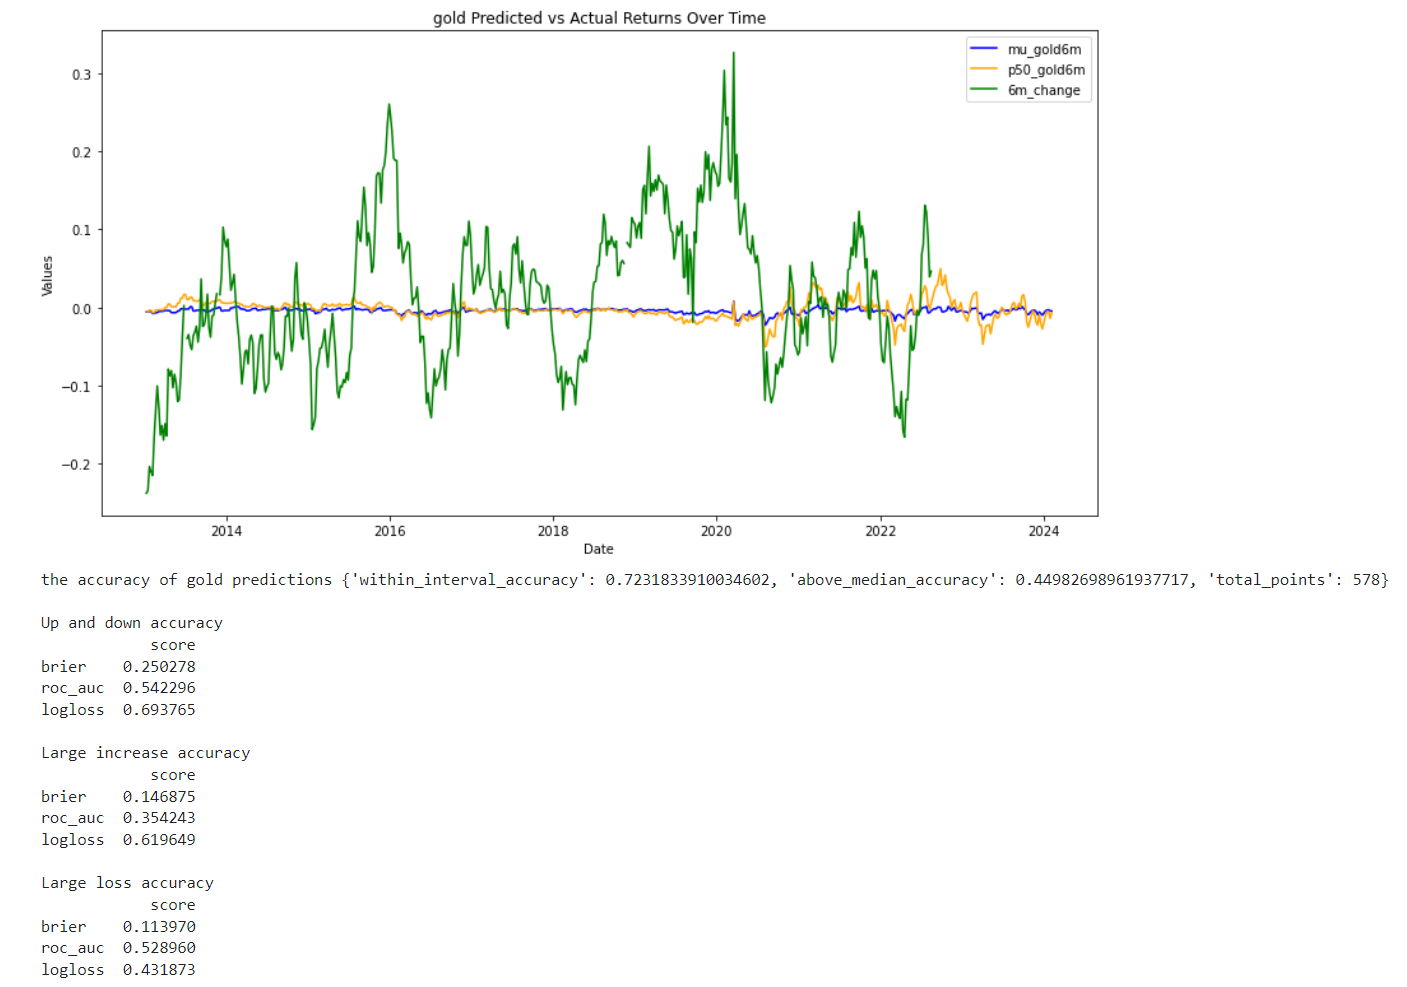 gold Predicted vs Actual Returns Over Time
mu_gold6m
p50_gold6m
6m_change
Values
0.3
0.2
0.1
0.0
−0.1
−0.2
2014
2016
2018
2020
2022
2024
Date
the accuracy of gold predictions {'within_interval_accuracy': 0.7231833910034602, 'above_median_accuracy': 0.44982698961937717, 'total_points': 578}
Up and down accuracy
score
brier 0.250278
roc_auc 0.542296
logloss 0.693765
Large increase accuracy
score
brier 0.146875
roc_auc 0.354243
logloss 0.619649
Large loss accuracy
score
brier 0.113970
roc_auc 0.528960
logloss 0.431873